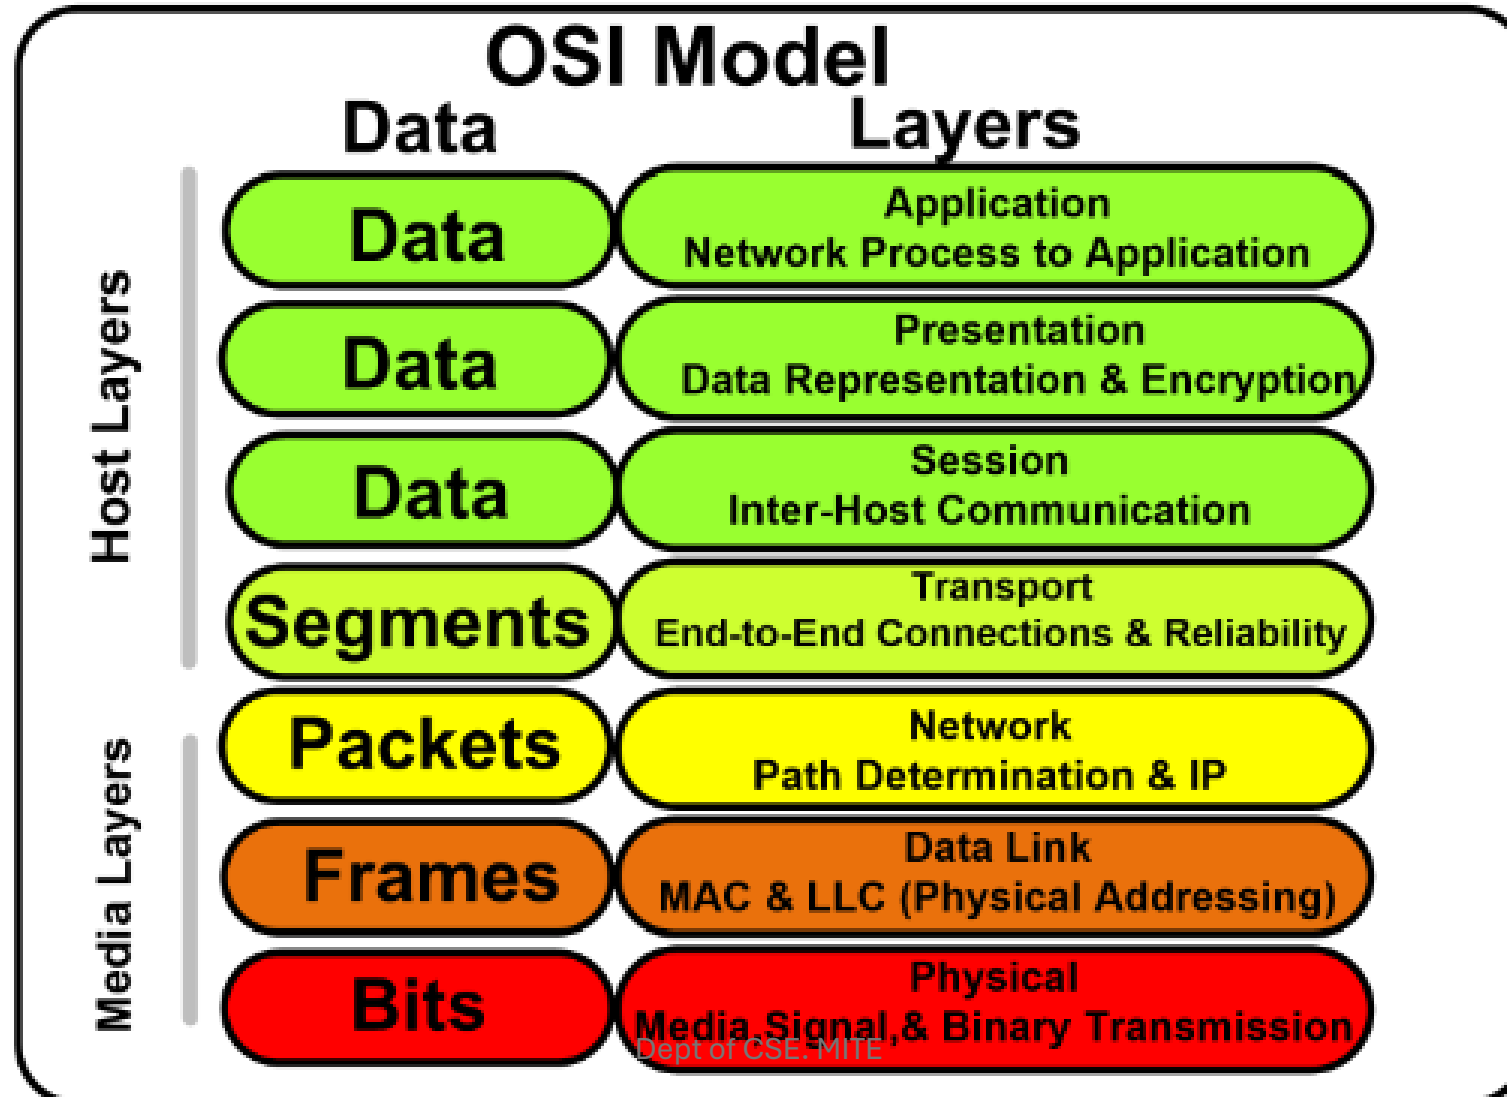 OSI Model
Data
Layers
Host Layers
Data
Application
Network Process to Application
Data
Presentation
Data Representation & Encryption
Data
Session
Inter-Host Communication
Segments
Transport
End-to-End Connections & Reliability
Media Layers
Packets
Network
Path Determination & IP
Frames
Data Link
MAC & LLC (Physical Addressing)
Bits
Physical
Media,Signal,& Binary Transmission
Dept of CSE. MITE